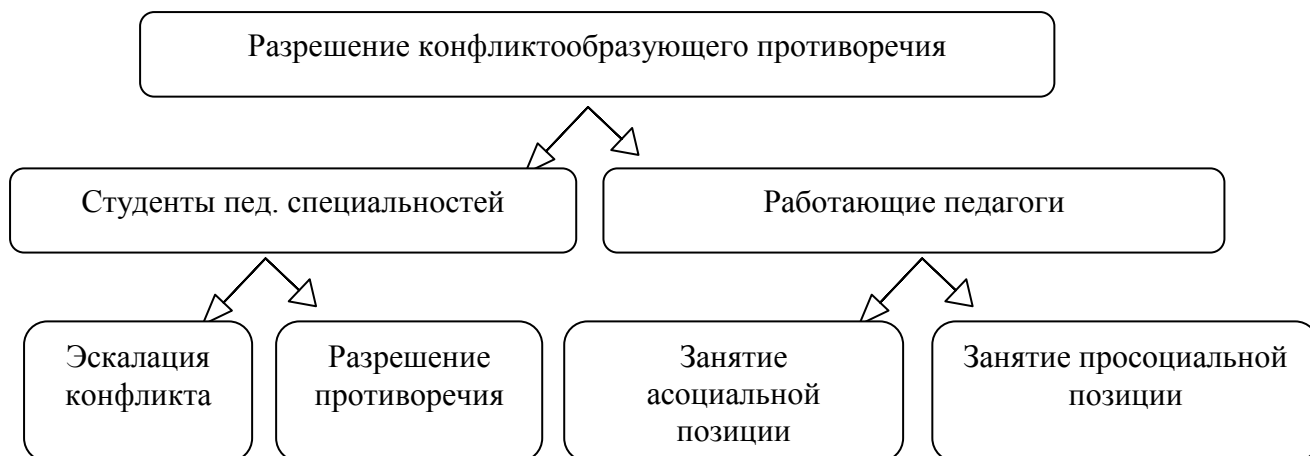 Разрешение конфликтообразующего противоречия
Студенты пед. специальностей
Работающие педагоги
Эскалация
конфликта
Разрешение
противоречия
Занятие
асоциальной
позиции
Занятие просоциальной
позиции